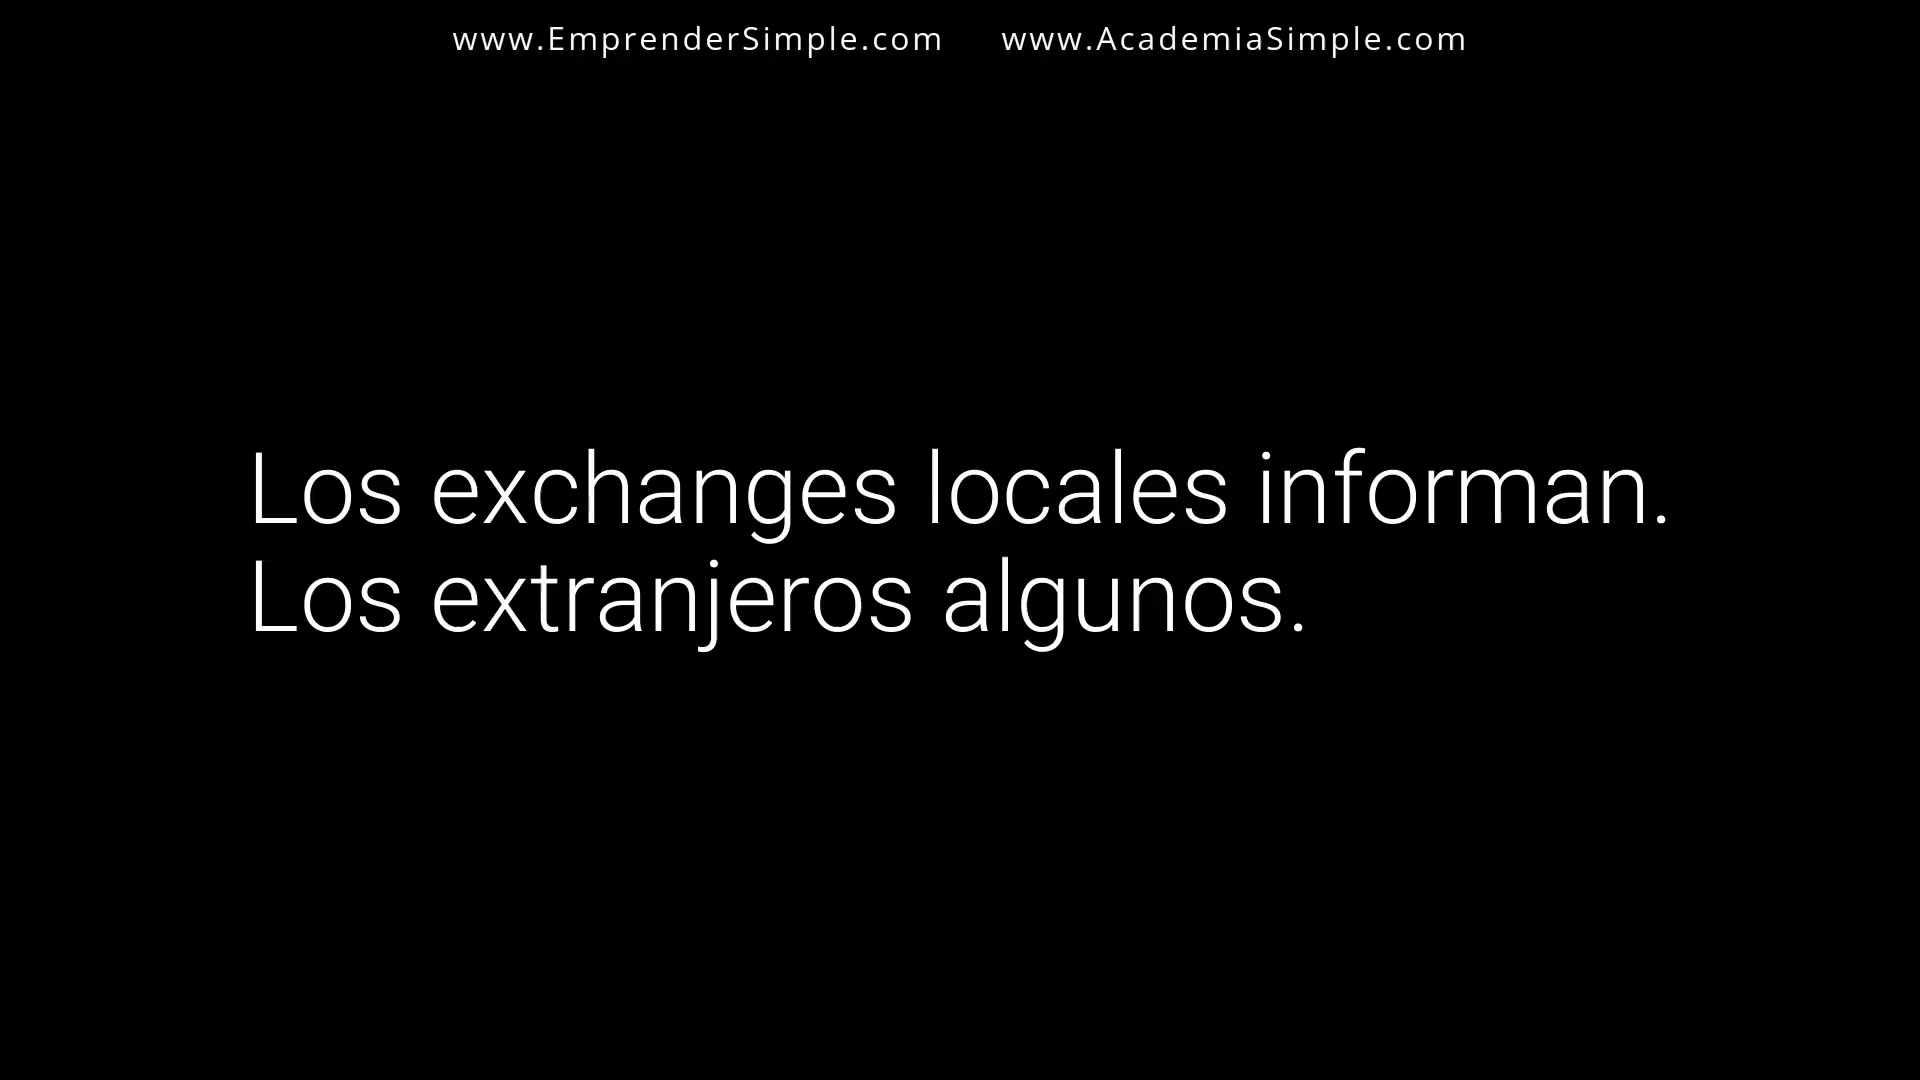 www.EmprenderSimple.com www.AcademiaSimple.com
Los exchanges locales informan.
Los extranjeros algunos.